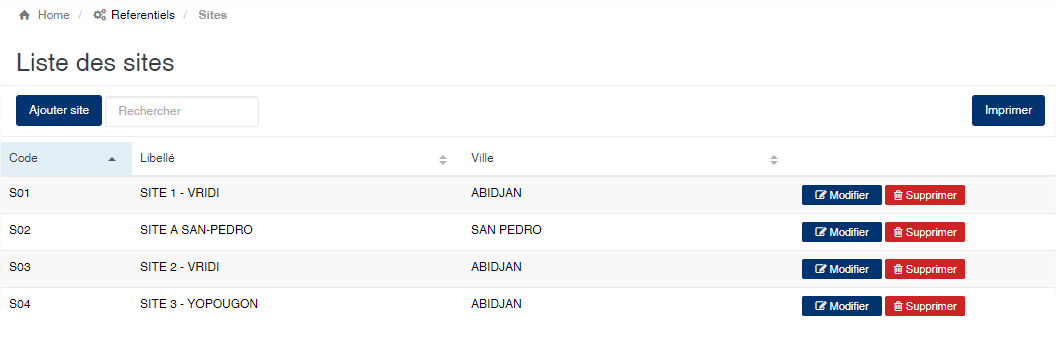 Home / Referentiels / Sites
Liste des sites
Ajouter site Rechercher Imprimer
Code Libellé Ville
S01 SITE 1 - VRIDI ABIDJAN Modifier Supprimer
S02 SITE A SAN-PEDRO SAN PEDRO Modifier Supprimer
S03 SITE 2 - VRIDI ABIDJAN Modifier Supprimer
S04 SITE 3 - YOPOUGON ABIDJAN Modifier Supprimer